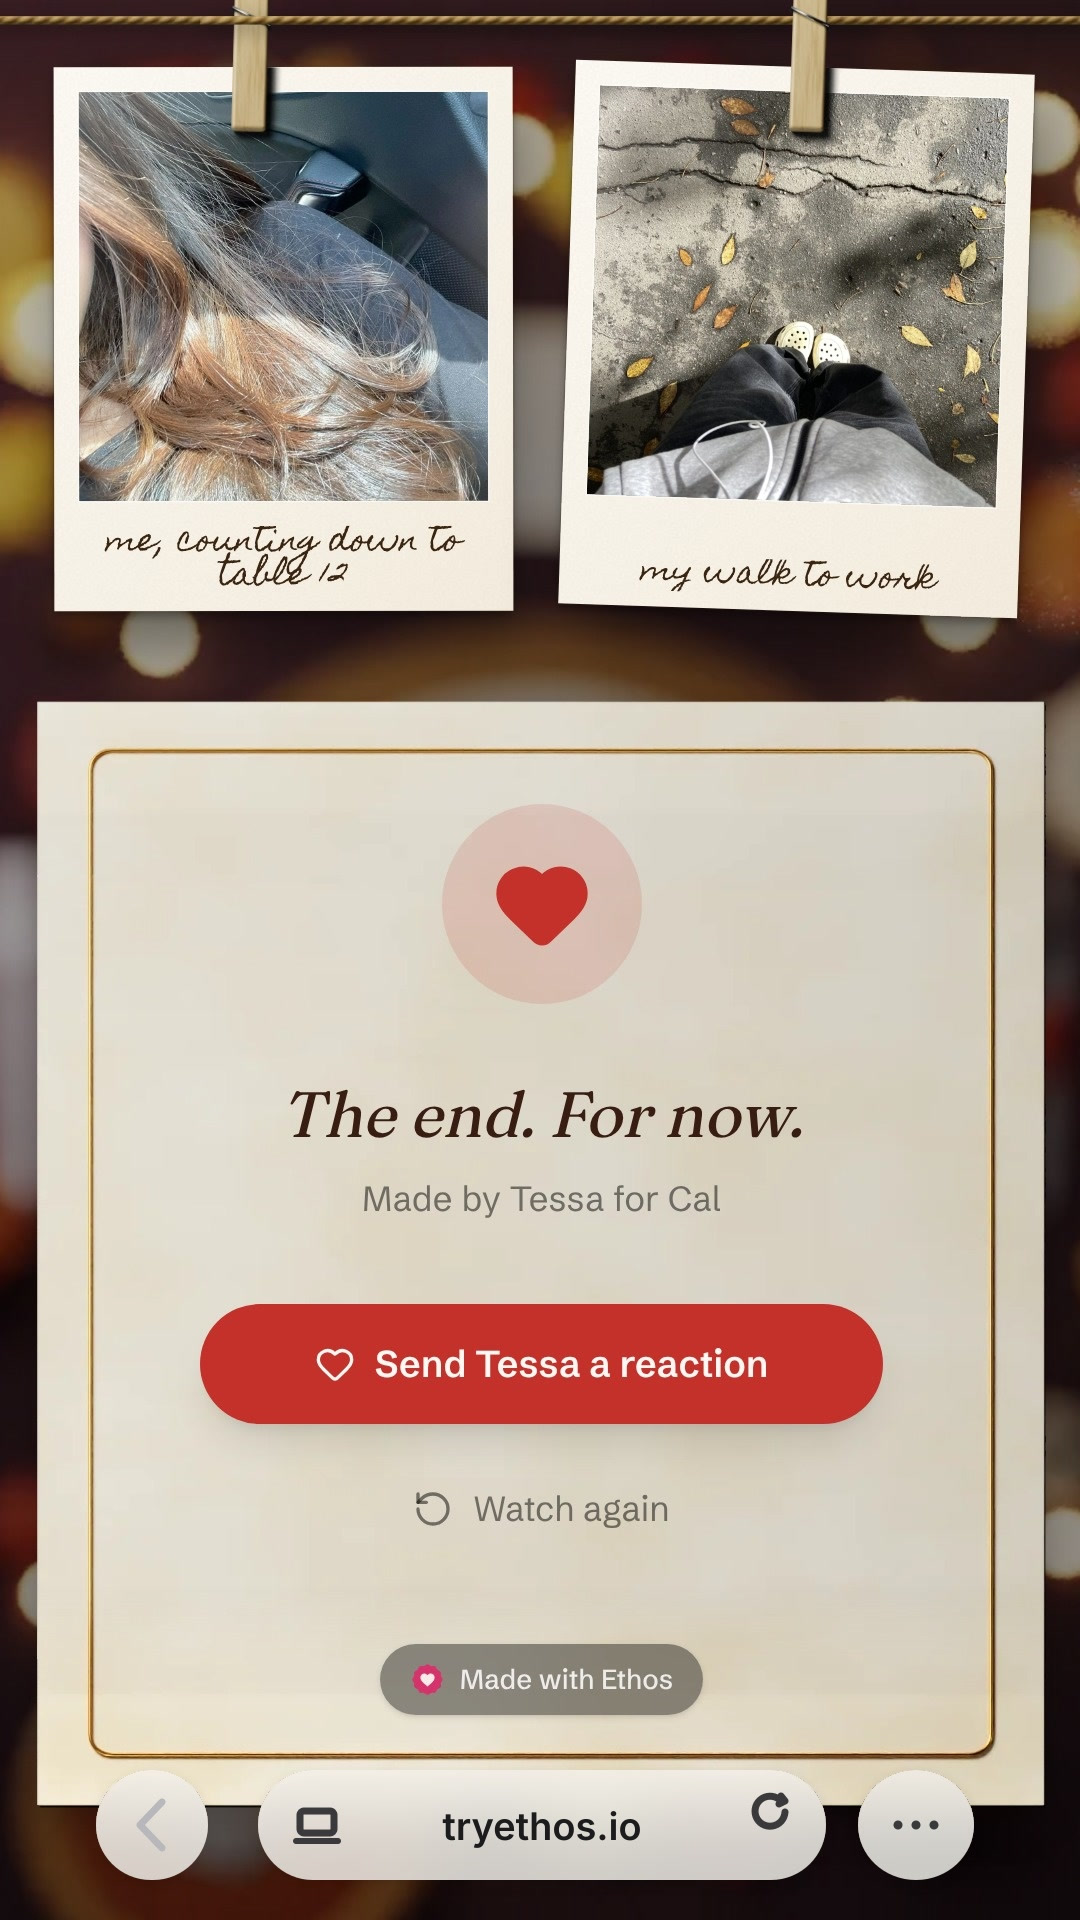 me, counting down to
table 12
my walk to work
The end. For now.
Made by Tessa for Cal
Send Tessa a reaction
Watch again
Made with Ethos
tryethos.io